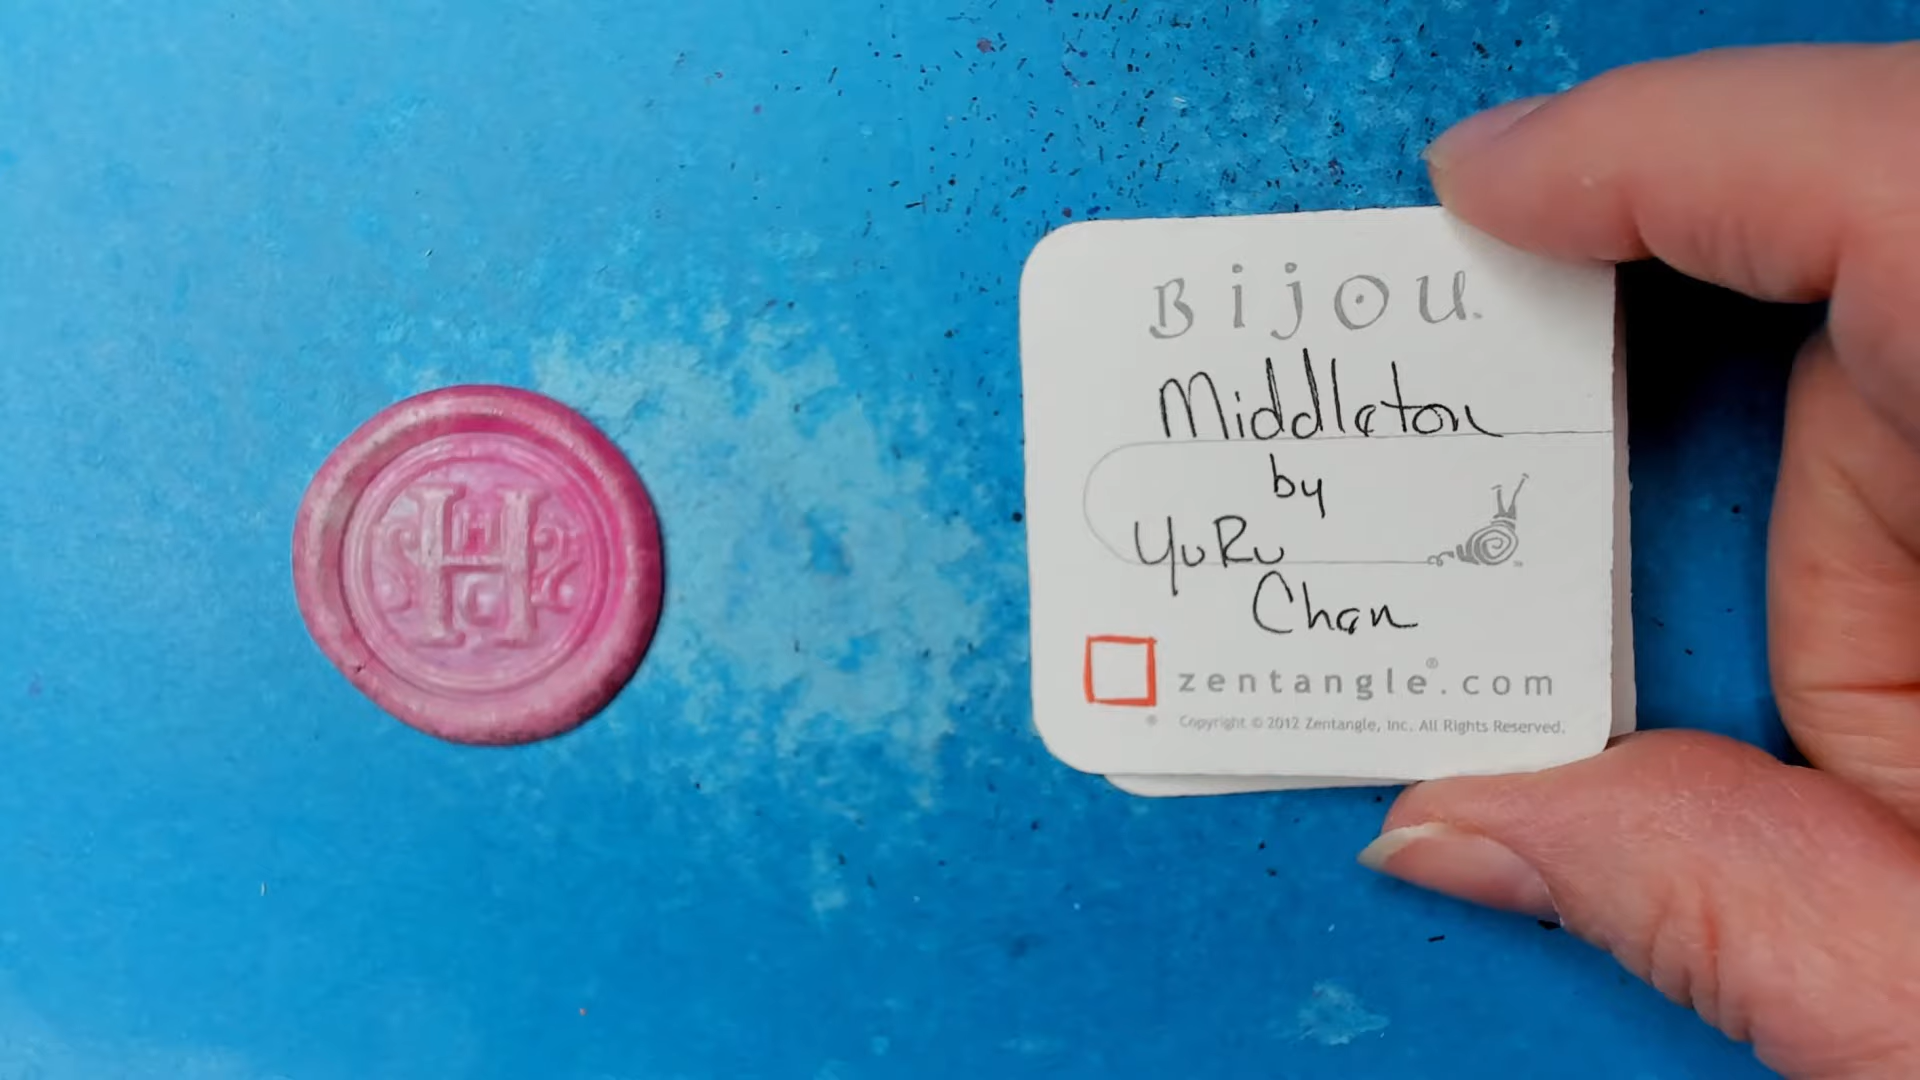 H
Bijou
Middleton
by
YuRu
Chan
zentangle®.com
® Copyright © 2012 Zentangle, Inc. All Rights Reserved.